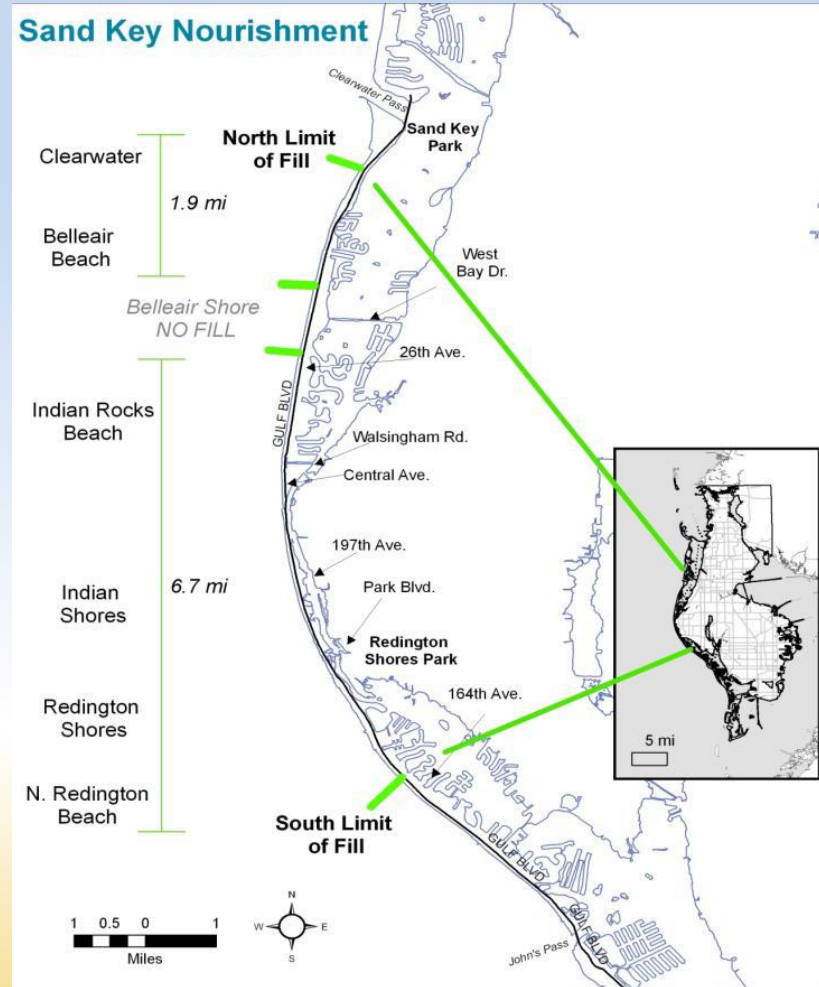 Sand Key Nourishment
Clearwater Pass
Sand Key
Park
North Limit
of Fill
Clearwater
1.9 mi
Belleair
Beach
West
Bay Dr.
Belleair Shore
NO FILL
26th Ave.
GULF BLVD
Indian Rocks
Beach
Walsingham Rd.
Central Ave.
197th Ave.
Indian
Shores
6.7 mi
Park Blvd.
Redington
Shores Park
Redington
Shores
164th Ave.
5 mi
N. Redington
Beach
South Limit
of Fill
GULF BLVD
GULF BLVD
John's Pass
N
W
E
S
1 0.5 0 1
Miles